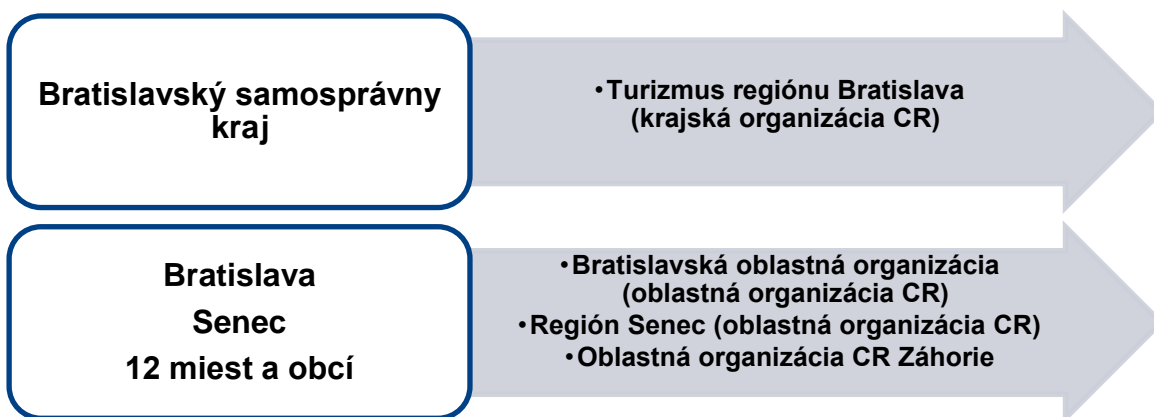 Bratislavský samosprávny
kraj
•Turizmus regiónu Bratislava
(krajská organizácia CR)
Bratislava
Senec
12 miest a obcí
•Bratislavská oblastná organizácia
(oblastná organizácia CR)
•Región Senec (oblastná organizácia CR)
•Oblastná organizácia CR Záhorie